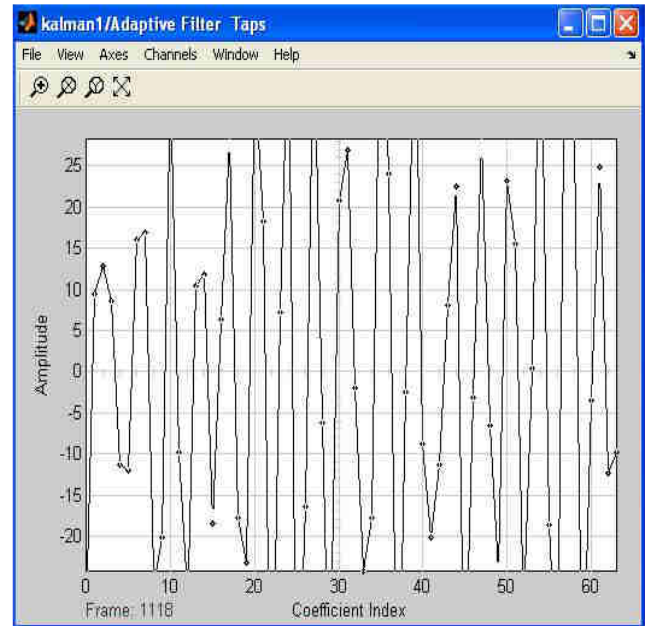 kalman1/Adaptive Filter Taps
File View Axes Channels Window Help
25
20
15
10
5
0
-5
-10
-15
-20
Amplitude
0 10 20 30 40 50 60
Frame: 1118 Coefficient Index